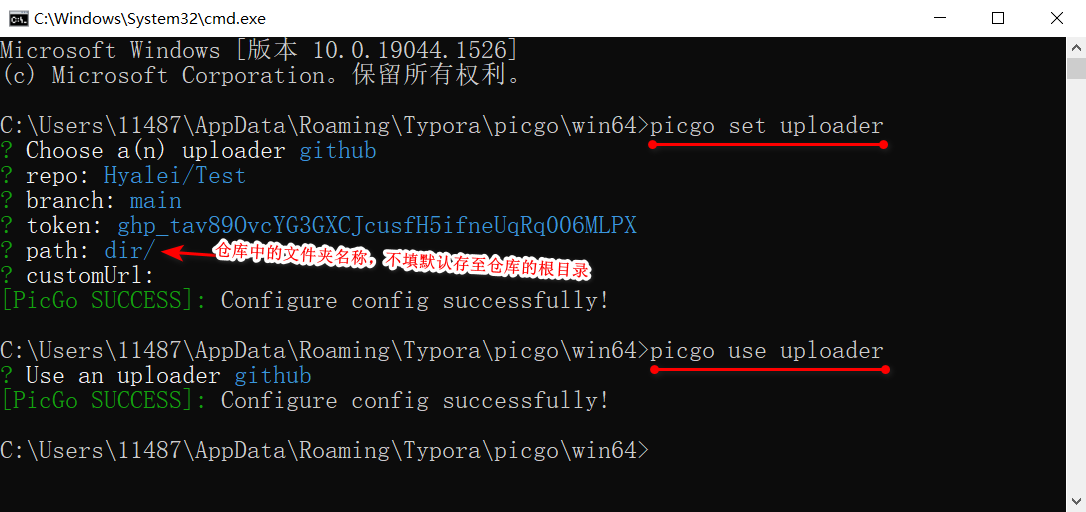 C:\Windows\System32\cmd.exe
Microsoft Windows [版本 10.0.19044.1526]
(c) Microsoft Corporation。保留所有权利。
C:\Users\11487\AppData\Roaming\Typora\picgo\win64>picgo set uploader
? Choose a(n) uploader github
? repo: Hyalei/Test
? branch: main
? token: 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
? path: dir/ 仓库中的文件夹名称，不填默认存至仓库的根目录
? customUrl:
[PicGo SUCCESS]: Configure config successfully!
C:\Users\11487\AppData\Roaming\Typora\picgo\win64>picgo use uploader
? Use an uploader github
[PicGo SUCCESS]: Configure config successfully!
C:\Users\11487\AppData\Roaming\Typora\picgo\win64>